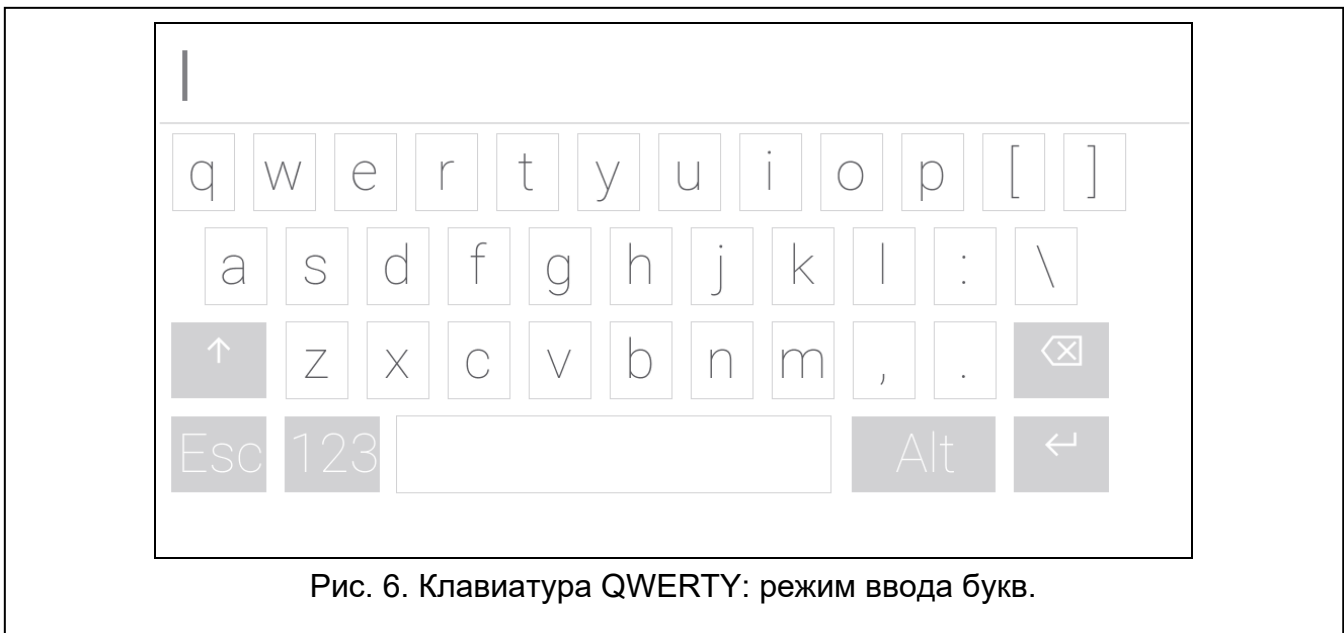 q w e r t y u i o p [ ]
a s d f g h j k l : \
↑ z x c v b n m , . ⌫
Esc 123 Alt ↵
Рис. 6. Клавиатура QWERTY: режим ввода букв.